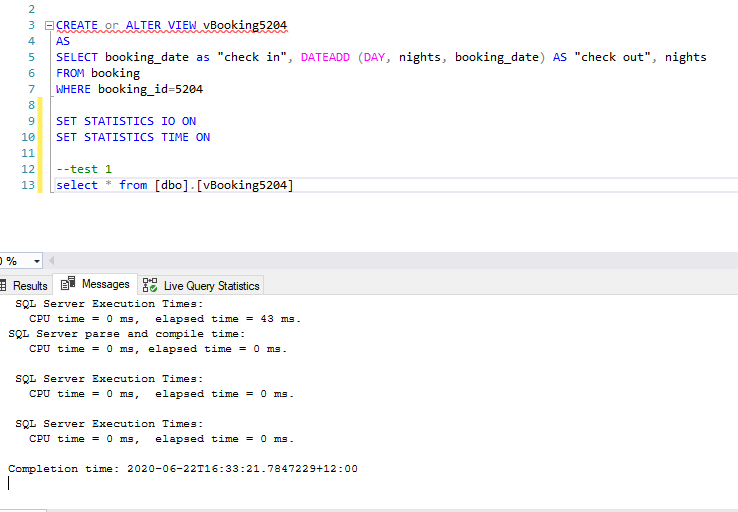 2
3 CREATE or ALTER VIEW vBooking5204
4 AS
5 SELECT booking_date as "check in", DATEADD (DAY, nights, booking_date) AS "check out", nights
6 FROM booking
7 WHERE booking_id=5204
8
9 SET STATISTICS IO ON
10 SET STATISTICS TIME ON
11
12 --test 1
13 select * from [dbo].[vBooking5204]
0 %
Results Messages Live Query Statistics
SQL Server Execution Times:
CPU time = 0 ms, elapsed time = 43 ms.
SQL Server parse and compile time:
CPU time = 0 ms, elapsed time = 0 ms.
SQL Server Execution Times:
CPU time = 0 ms, elapsed time = 0 ms.
SQL Server Execution Times:
CPU time = 0 ms, elapsed time = 0 ms.
Completion time: 2020-06-22T16:33:21.7847229+12:00